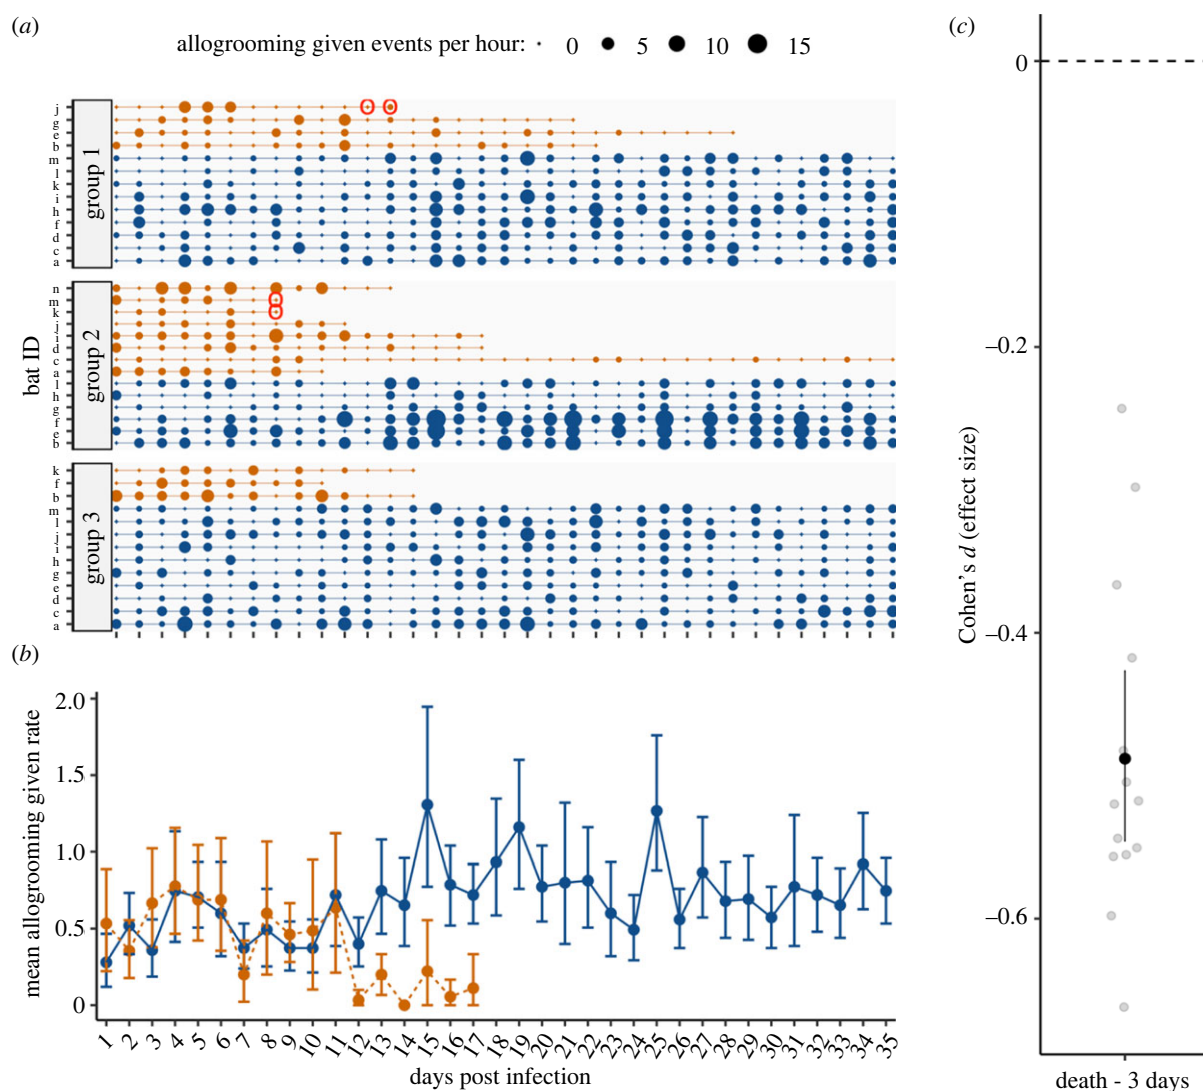 (a)
allogrooming given events per hour:
0
5
10
15
bat ID
group 1
j
g
e
b
m
l
k
i
h
f
d
c
a
group 2
n
m
k
j
i
d
c
a
l
h
g
f
e
b
group 3
k
f
b
m
l
j
i
h
g
e
d
c
a
(b)
mean allogrooming given rate
2.0
1.5
1.0
0.5
0
1 2 3 4 5 6 7 8 9 10 11 12 13 14 15 16 17 18 19 20 21 22 23 24 25 26 27 28 29 30 31 32 33 34 35
days post infection
(c)
Cohen's d (effect size)
0
–0.2
–0.4
–0.6
death - 3 days